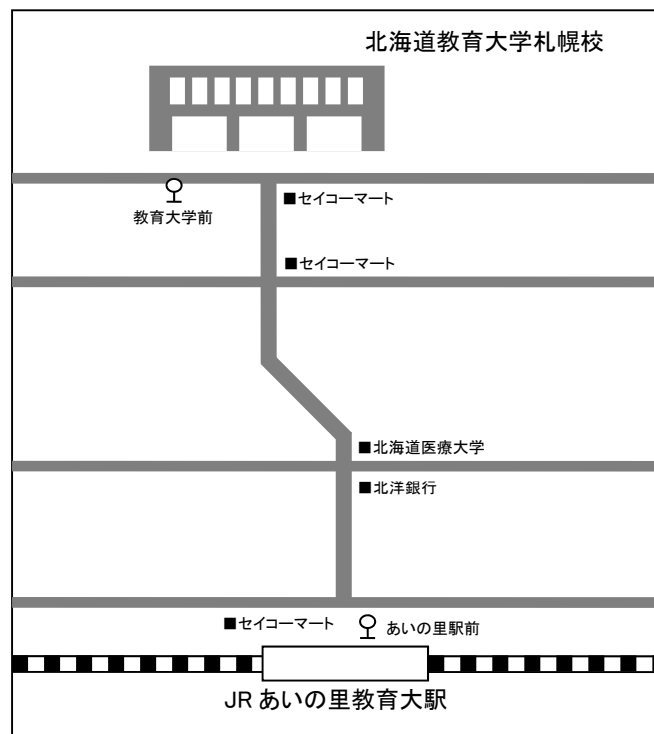 北海道教育大学札幌校
■セイコーマート
教育大学前
■セイコーマート
■北海道医療大学
■北洋銀行
■セイコーマート
あいの里駅前
JR あいの里教育大駅